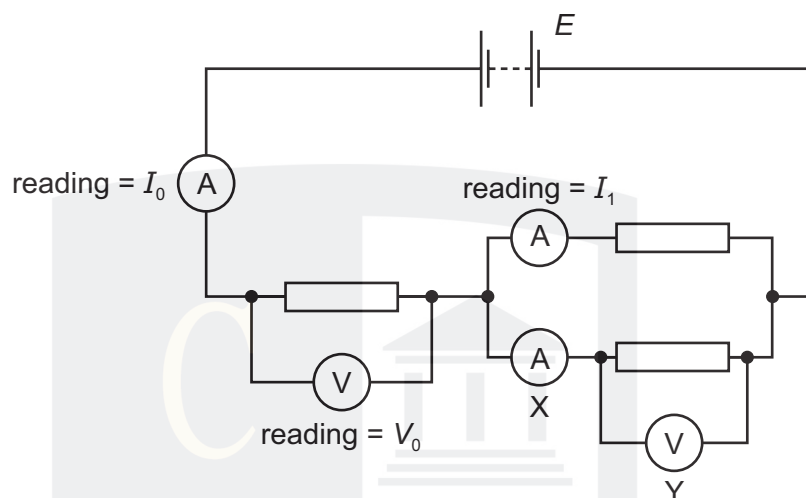 E
reading = I₀
A
reading = I₁
A
A
X
V
reading = V₀
V
Y